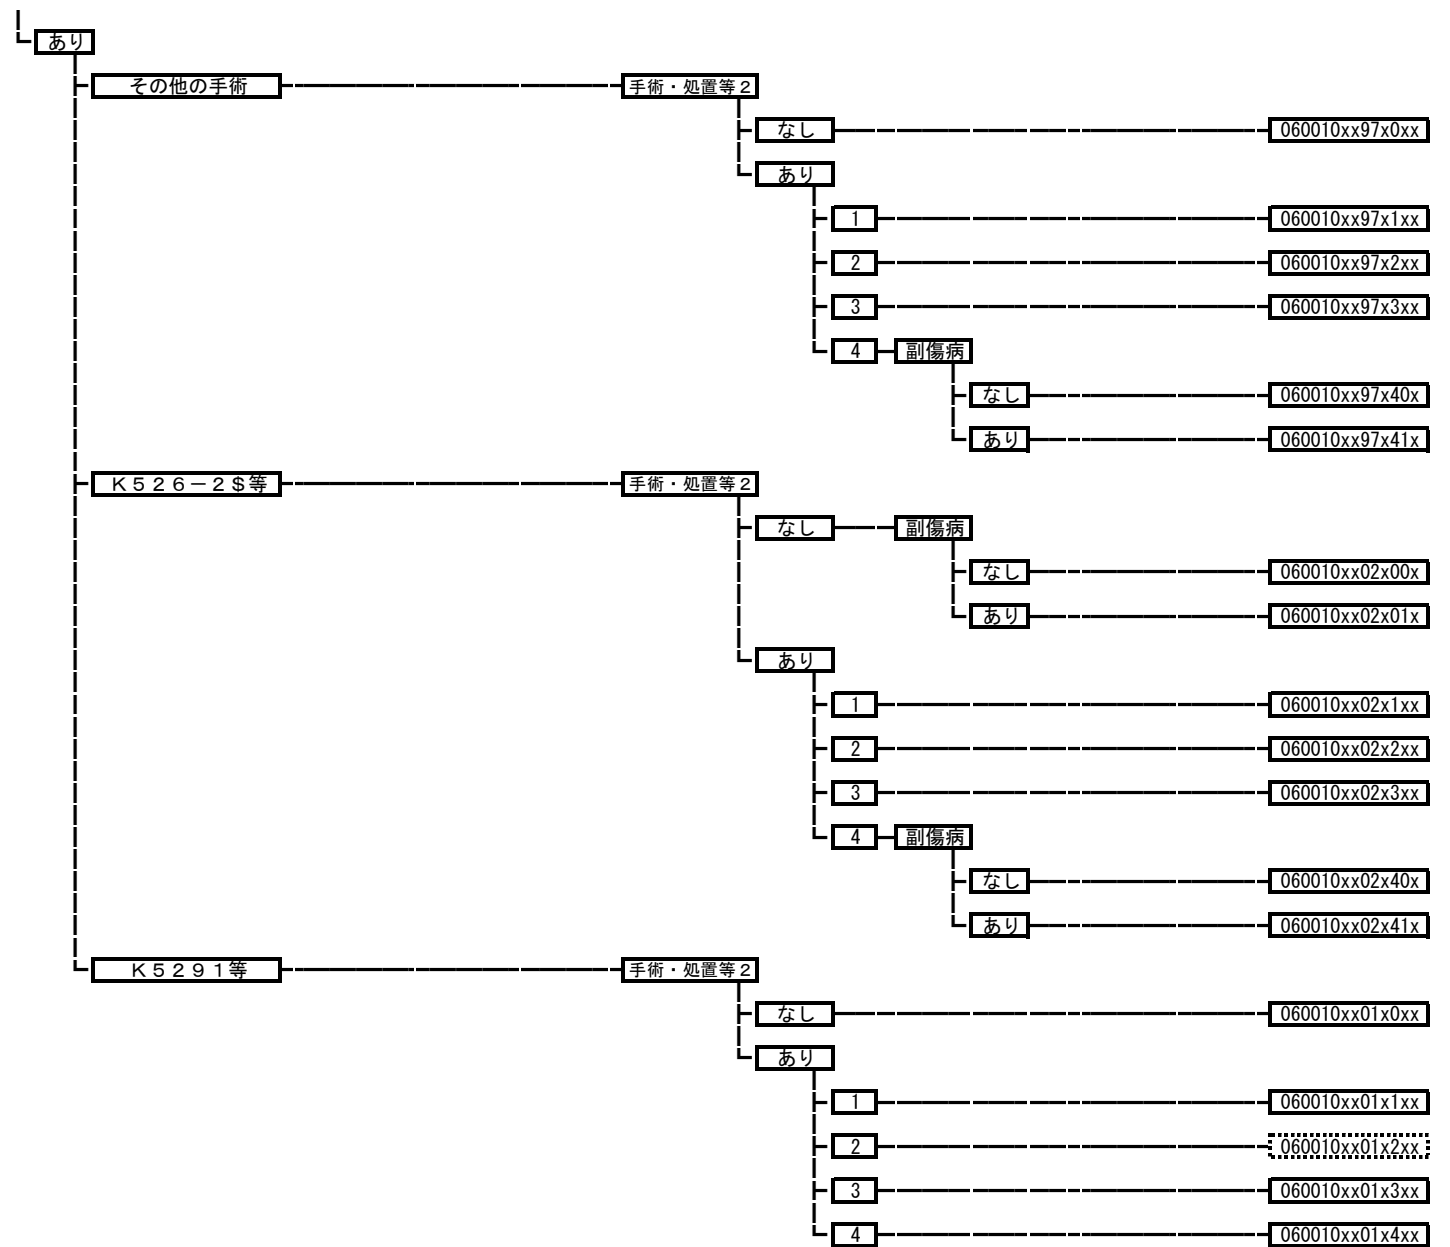 あり
その他の手術 手術・処置等２
なし 060010xx97x0xx
あり
1 060010xx97x1xx
2 060010xx97x2xx
3 060010xx97x3xx
4 副傷病
なし 060010xx97x40x
あり 060010xx97x41x
Ｋ５２６－２＄等 手術・処置等２
なし 副傷病
なし 060010xx02x00x
あり 060010xx02x01x
あり
1 060010xx02x1xx
2 060010xx02x2xx
3 060010xx02x3xx
4 副傷病
なし 060010xx02x40x
あり 060010xx02x41x
Ｋ５２９１等 手術・処置等２
なし 060010xx01x0xx
あり
1 060010xx01x1xx
2 060010xx01x2xx
3 060010xx01x3xx
4 060010xx01x4xx